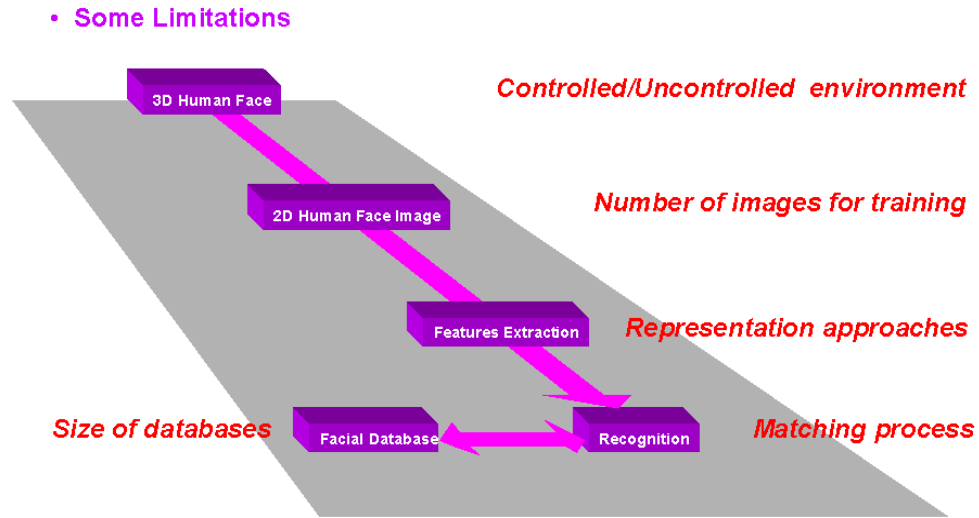 • Some Limitations
3D Human Face
Controlled/Uncontrolled environment
2D Human Face Image
Number of images for training
Features Extraction
Representation approaches
Size of databases
Facial Database
Recognition
Matching process